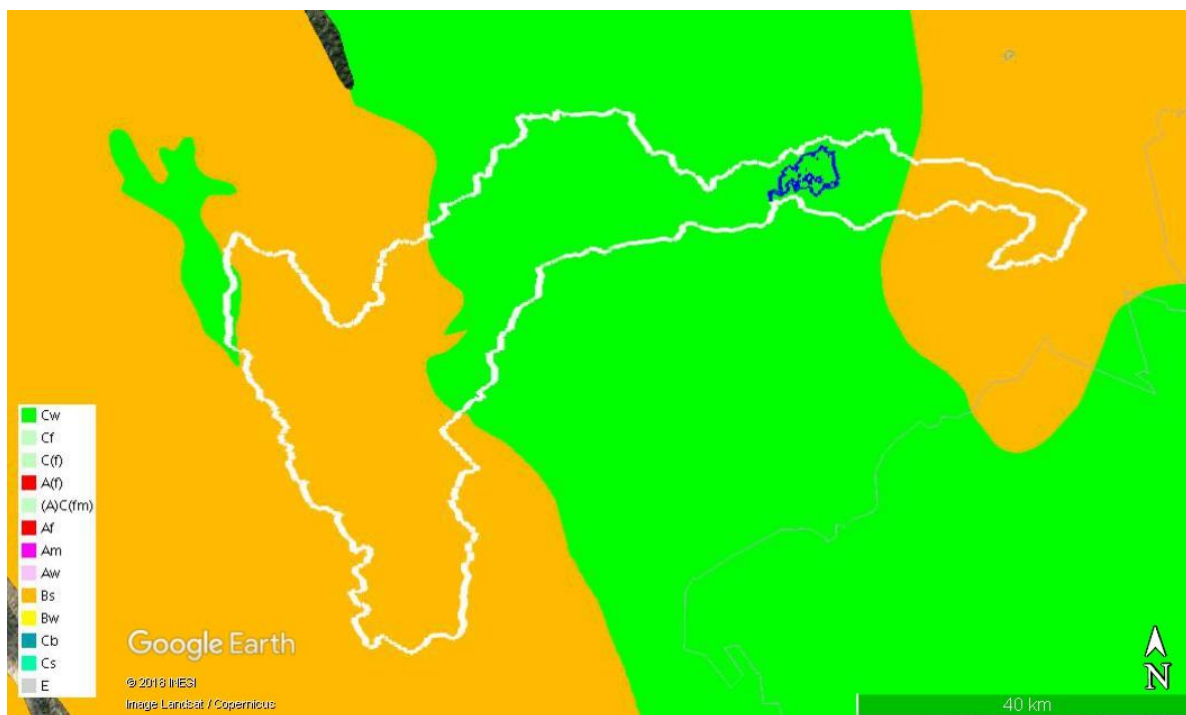 Cw
Cf
C(f)
A(f)
(A)C(fm)
Af
Am
Aw
Bs
Bw
Cb
Cs
E
Google Earth
© 2018 INEGI
Image Landsat / Copernicus
N
40 km